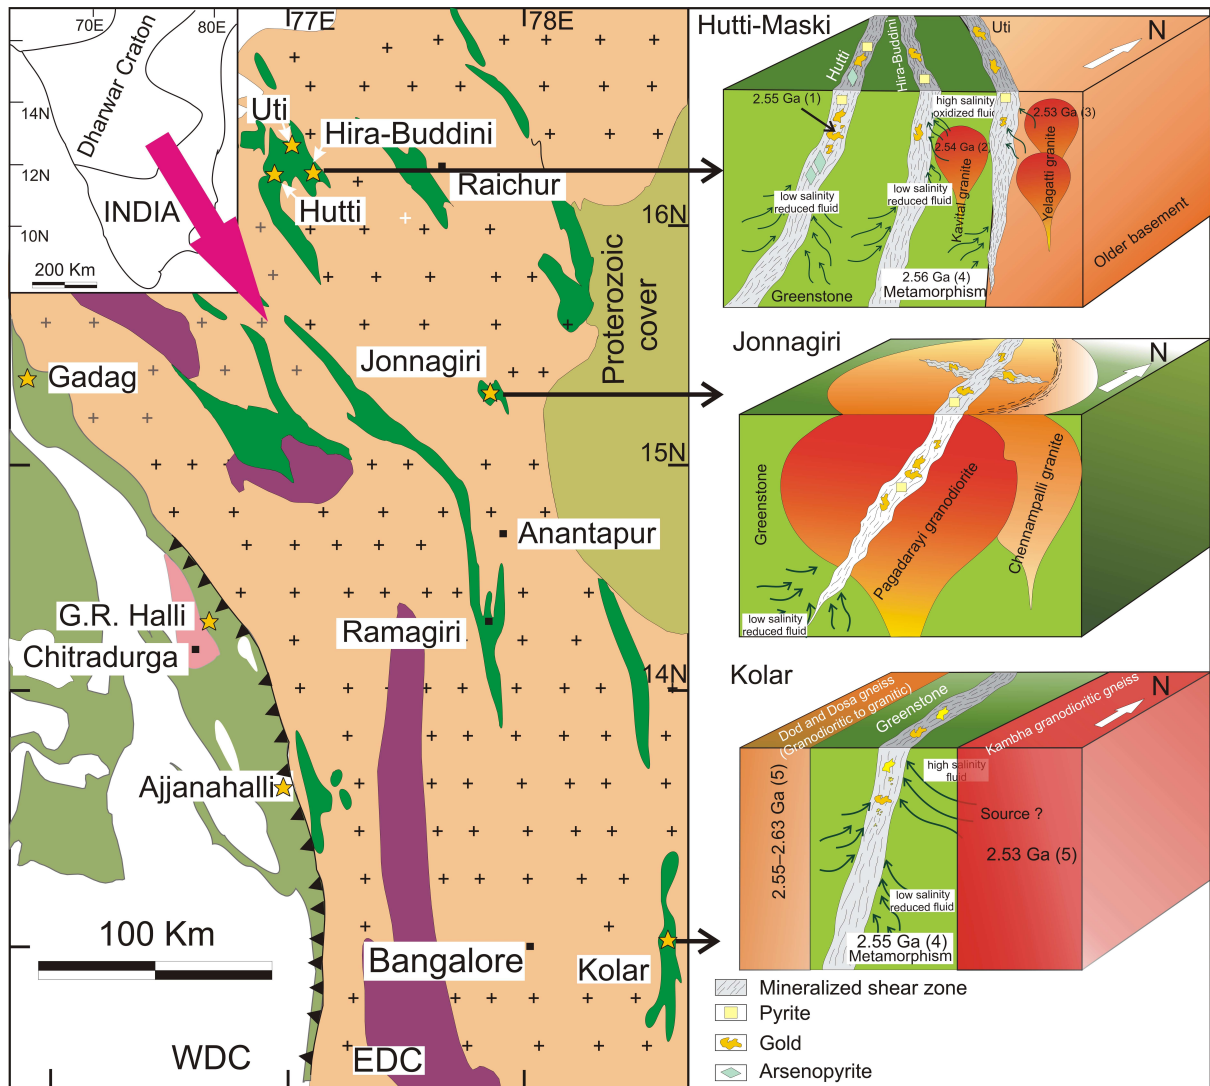 70E
80E
14N
12N
10N
Dharwar Craton
INDIA
200 Km
77E
78E
16N
15N
14N
Uti
Hira-Buddini
Hutti
Raichur
Proterozoic
cover
Jonnagiri
Gadag
Anantapur
G.R. Halli
Chitradurga
Ramagiri
Ajjanahalli
100 Km
Bangalore
Kolar
WDC
EDC
Hutti-Maski
N
Hutti
Hira-Buddini
Uti
2.55 Ga (1)
high salinity
oxidized fluid
2.53 Ga (3)
2.54 Ga (2
low salinity
reduced fluid
low salinity
reduced fluid
Kavital granite
Yelagatti granite
Older basement
2.56 Ga (4)
Metamorphism
Greenstone
Jonnagiri
N
Greenstone
Pagadarayi granodiorite
Chennampalli granite
low salinity
reduced fluid
Kolar
N
Dod and Dosa gneiss
(Granodioritic to granitic)
Greenstone
Kambha granodioritic gneiss
high salinity
fluid
Source ?
2.55–2.63 Ga (5)
2.53 Ga (5)
low salinity
reduced fluid
2.55 Ga (4)
Metamorphism
Mineralized shear zone
Pyrite
Gold
Arsenopyrite